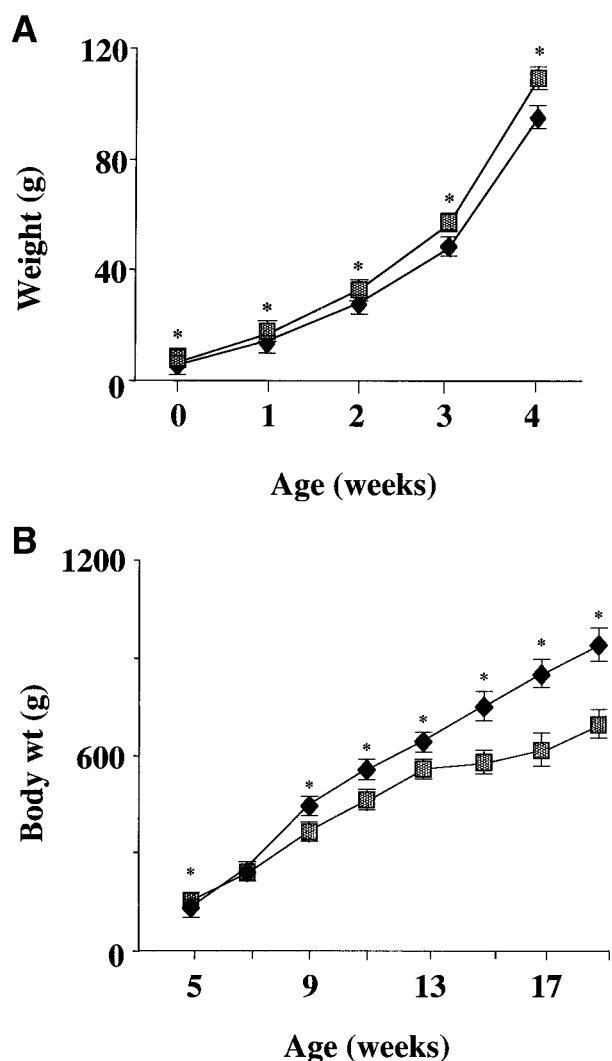 A
120
80
40
0
Weight (g)
* * * * *
0 1 2 3 4
Age (weeks)
B
1200
600
0
Body wt (g)
* * * * * * *
5 9 13 17
Age (weeks)